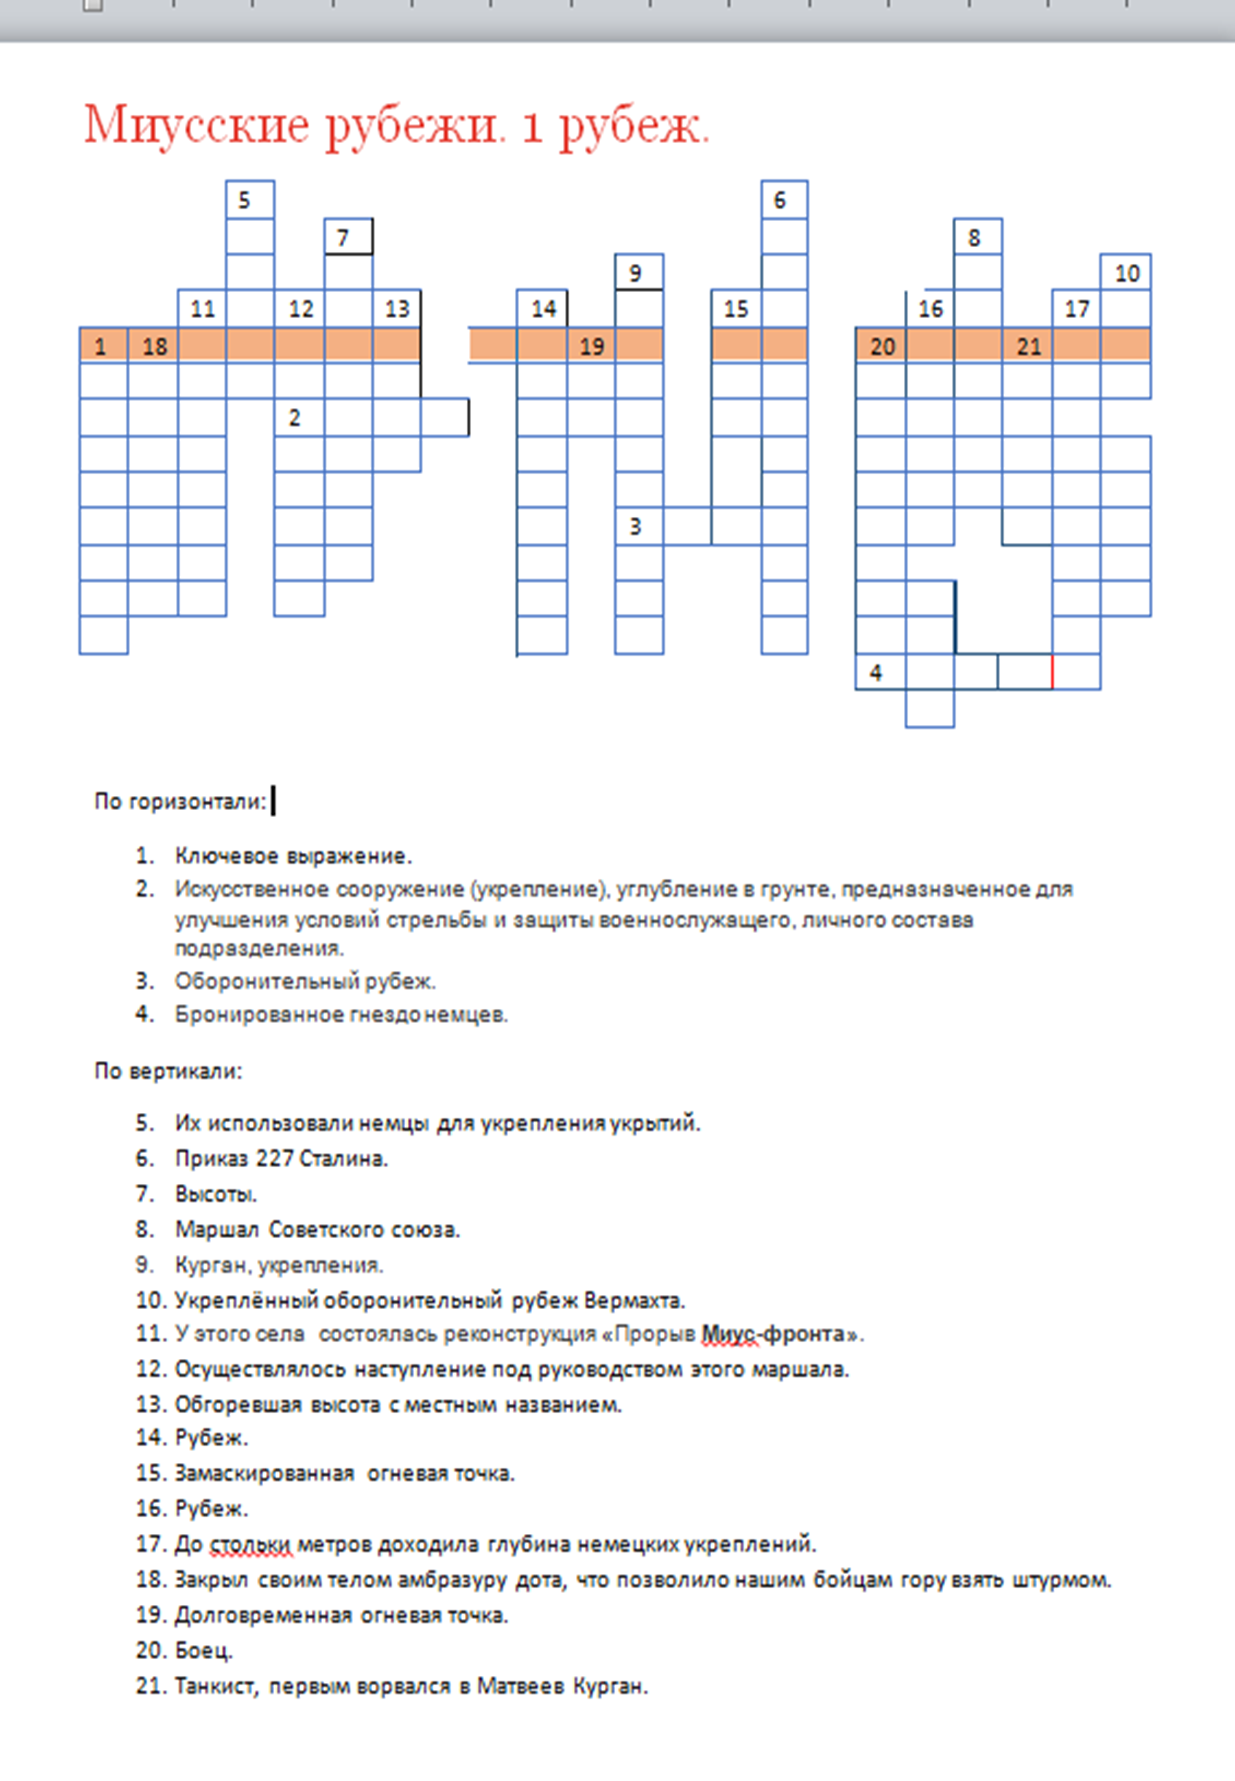 Миусские рубежи. 1 рубеж.
5 6
7 8
9 10
11 12 13 14 15 16 17
1 18 19 20 21
2
3
4
По горизонтали:
1. Ключевое выражение.
2. Искусственное сооружение (укрепление), углубление в грунте, предназначенное для
улучшения условий стрельбы и защиты военнослужащего, личного состава
подразделения.
3. Оборонительный рубеж.
4. Бронированное гнездо немцев.
По вертикали:
5. Их использовали немцы для укрепления укрытий.
6. Приказ 227 Сталина.
7. Высоты.
8. Маршал Советского союза.
9. Курган, укрепления.
10. Укреплённый оборонительный рубеж Вермахта.
11. У этого села состоялась реконструкция «Прорыв Миус-фронта».
12. Осуществлялось наступление под руководством этого маршала.
13. Обгоревшая высота с местным названием.
14. Рубеж.
15. Замаскированная огневая точка.
16. Рубеж.
17. До стольки метров доходила глубина немецких укреплений.
18. Закрыл своим телом амбразуру дота, что позволило нашим бойцам гору взять штурмом.
19. Долговременная огневая точка.
20. Боец.
21. Танкист, первым ворвался в Матвеев Курган.